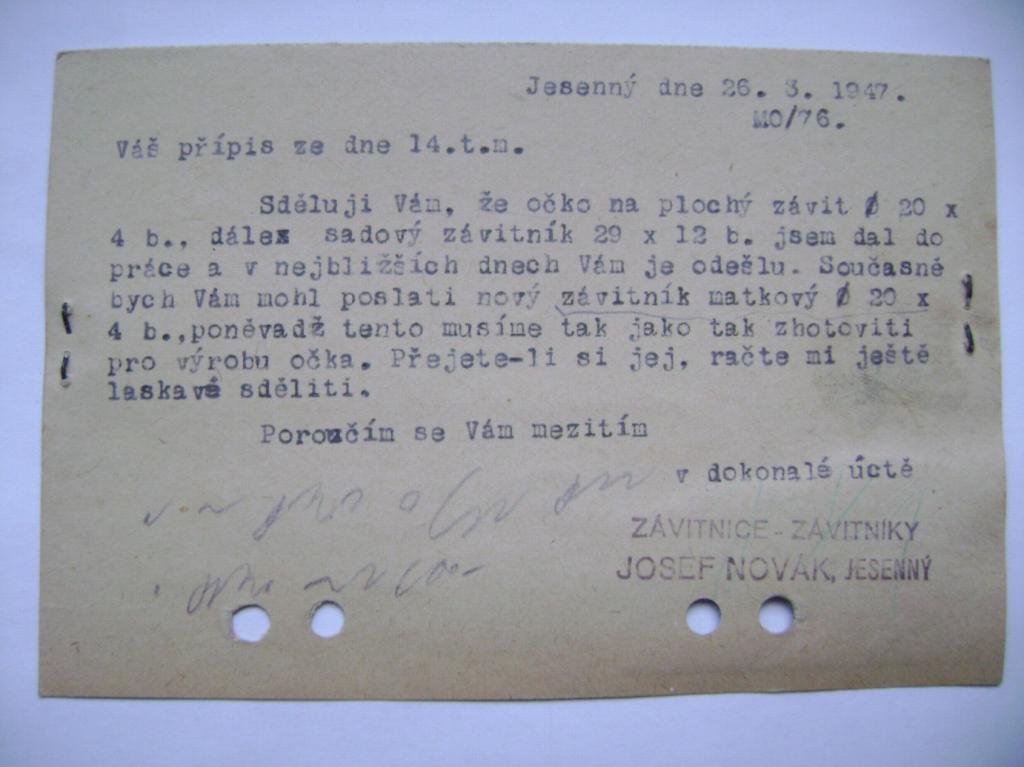 Jesenný dne 26. 3. 1947.
MO/76.
Váš přípis ze dne 14.t.m.
Sděluji Vám, že očko na plochý závit Ø 20 x
4 b., dálex sadový závitník 29 x 12 b. jsem dal do
práce a v nejbližších dnech Vám je odešlu. Současně
bych Vám mohl poslati nový závitník matkový Ø 20 x
4 b.,poněvadž tento musíme tak jako tak zhotoviti
pro výrobu očka. Přejete-li si jej, račte mi ještě
laskavě sděliti.
Poroučím se Vám mezitím
v dokonalé úctě
ZÁVITNICE - ZÁVITNÍKY
JOSEF NOVÁK, JESENNÝ